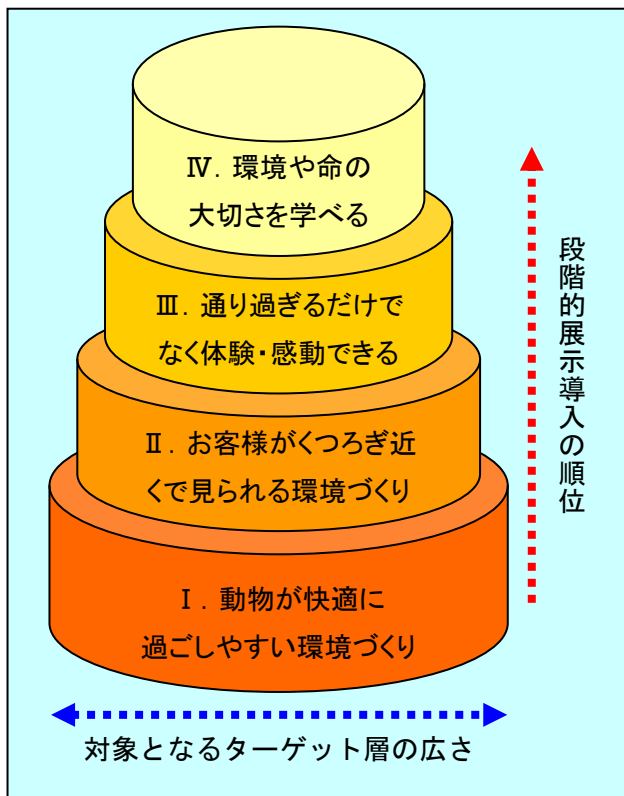 Ⅳ．環境や命の
大切さを学べる
Ⅲ．通り過ぎるだけで
なく体験・感動できる
Ⅱ．お客様がくつろぎ近
くで見られる環境づくり
Ⅰ．動物が快適に
過ごしやすい環境づくり
段階的展示導入の順位
対象となるターゲット層の広さ